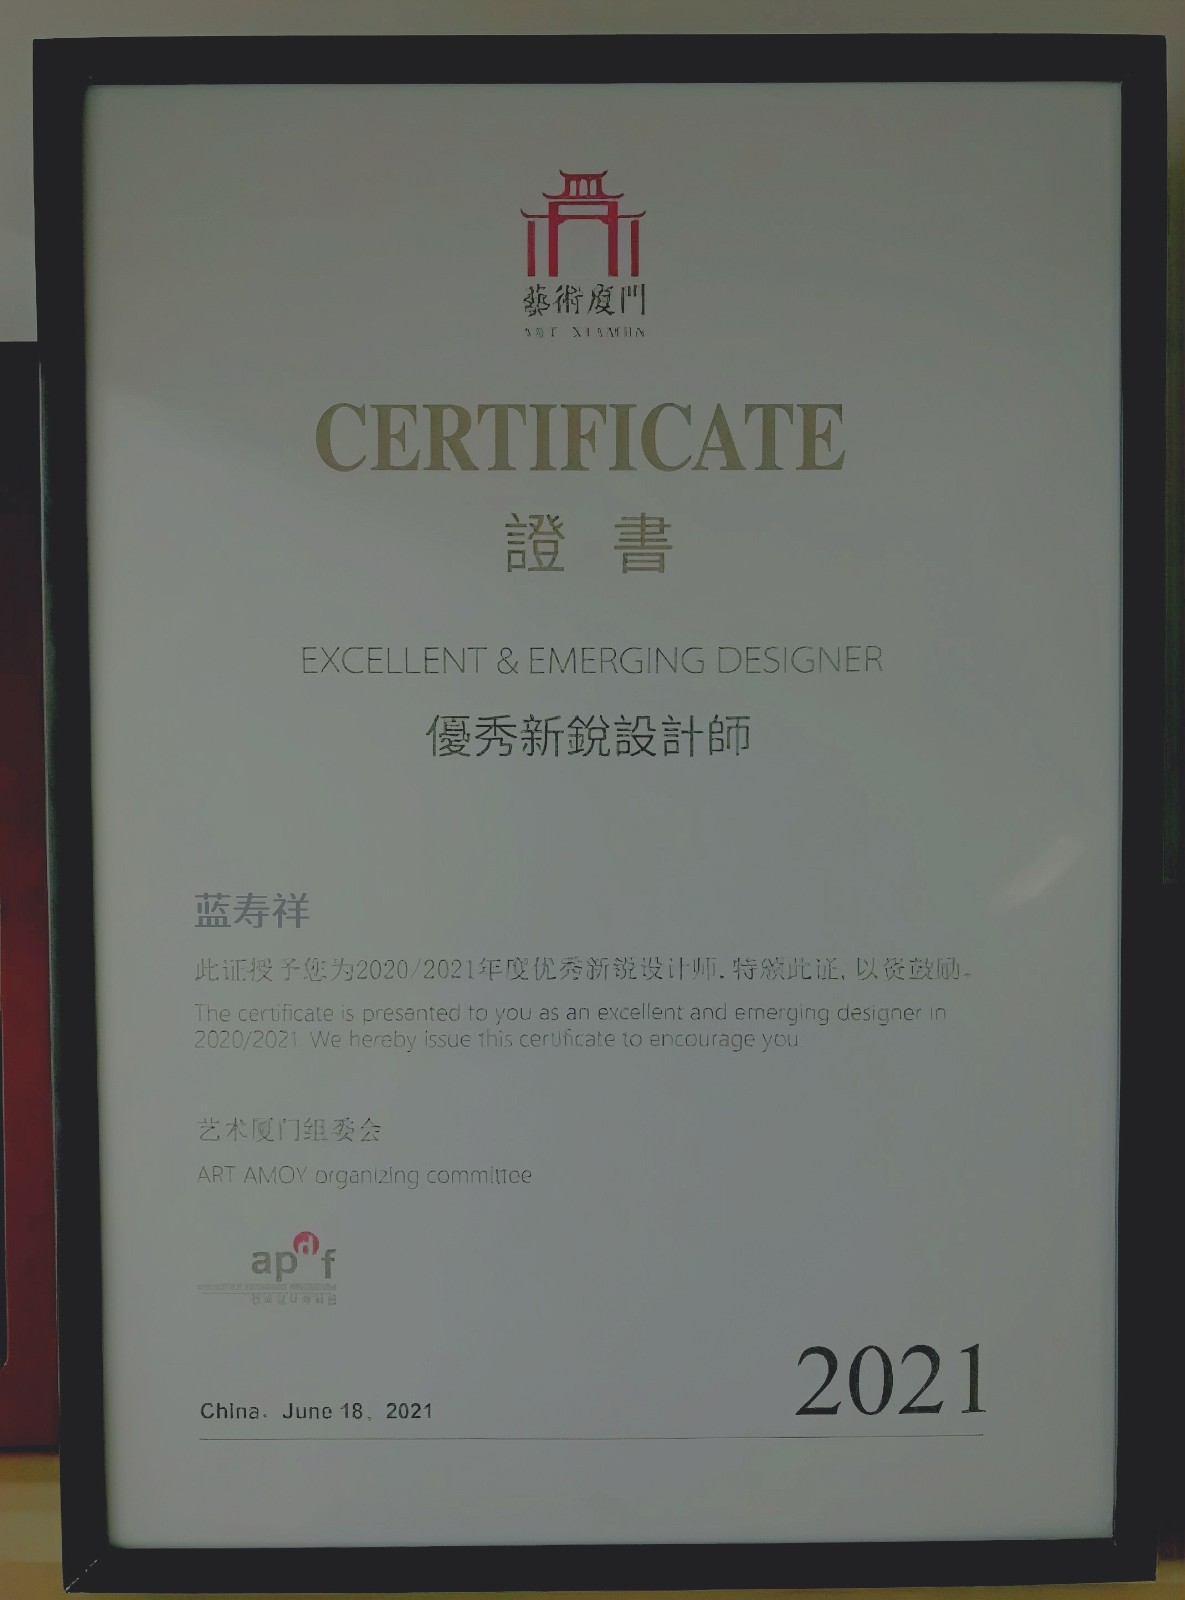 藝術廈門
ART XIAMEN
CERTIFICATE
證 書
EXCELLENT & EMERGING DESIGNER
優秀新銳設計師
蓝寿祥
此证授予您为2020/2021年度优秀新锐设计师.特颁此证,以资鼓励。
The certificate is presented to you as an excellent and emerging designer in
2020/2021 We hereby issue this certificate to encourage you
艺术厦门组委会
ART AMOY organizing committee
apdf
China. June 18, 2021
2021